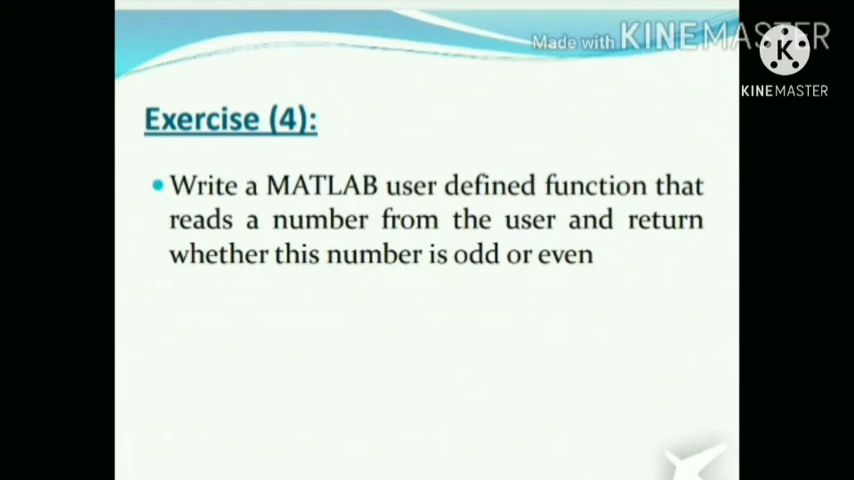 Made with KINEMASTER
K
KINEMASTER
Exercise (4):
• Write a MATLAB user defined function that
reads a number from the user and return
whether this number is odd or even